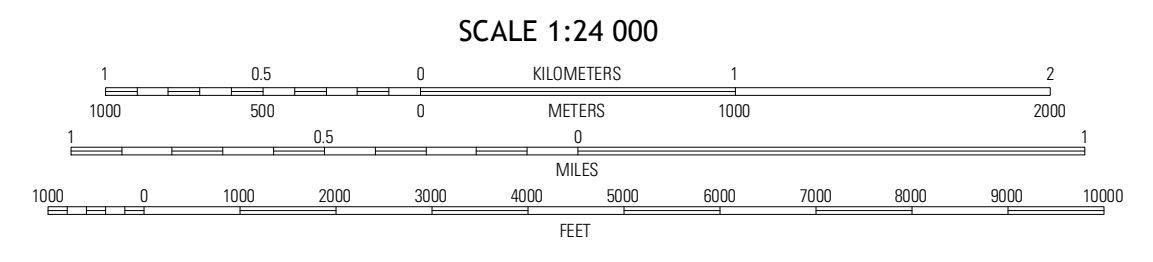 SCALE 1:24 000
1 0.5 0 KILOMETERS 1 2
1000 500 0 METERS 1000 2000
1 0.5 0 1
MILES
1000 0 1000 2000 3000 4000 5000 6000 7000 8000 9000 10000
FEET